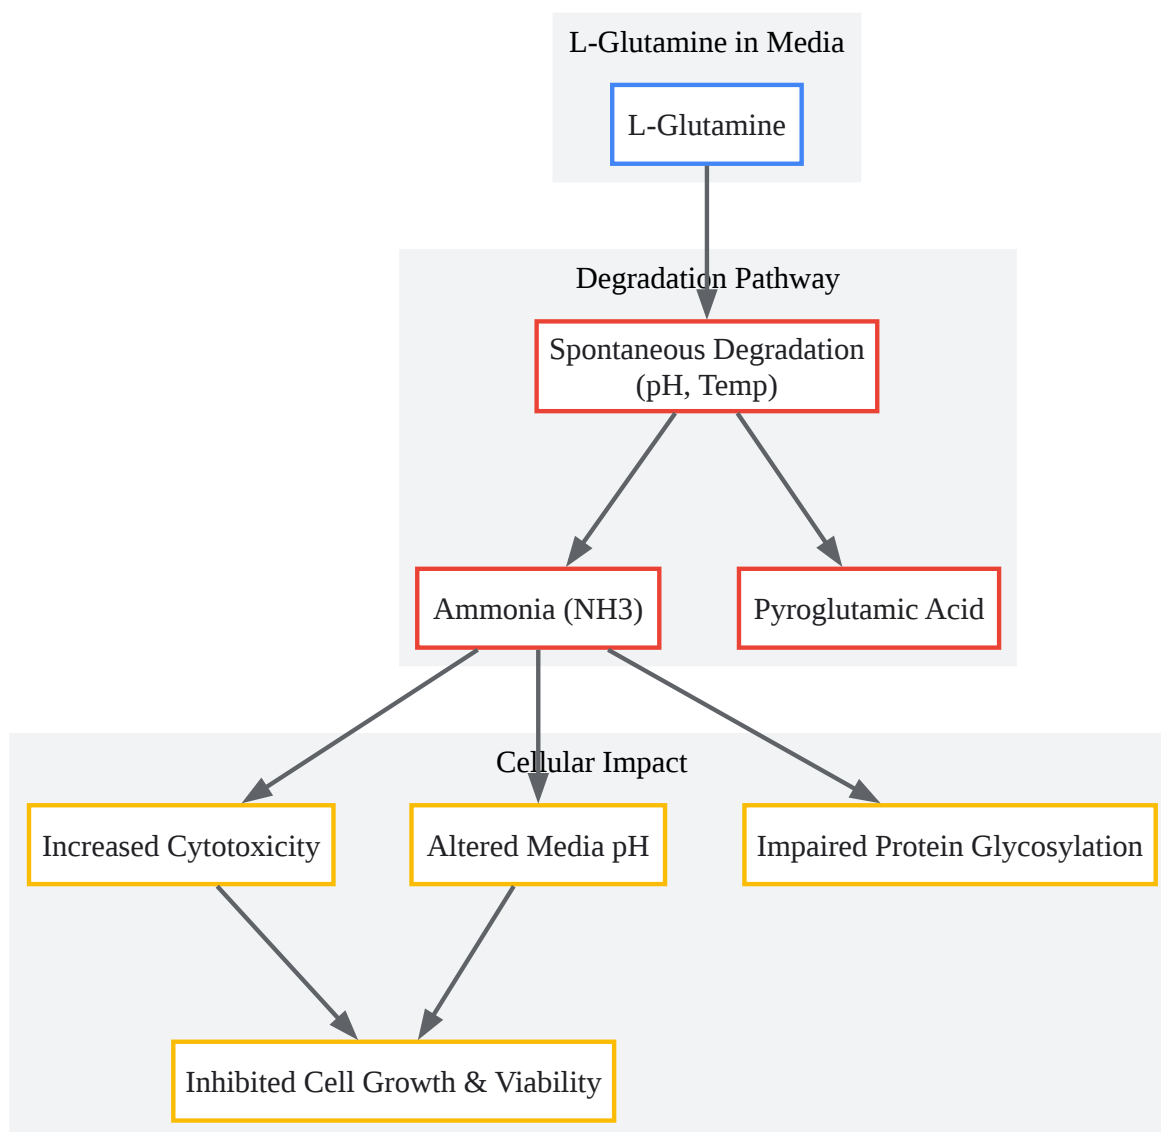 L-Glutamine in Media
L-Glutamine
Degradation Pathway
Spontaneous Degradation
(pH, Temp)
Ammonia (NH3)
Pyroglutamic Acid
Cellular Impact
Increased Cytotoxicity
Altered Media pH
Impaired Protein Glycosylation
Inhibited Cell Growth & Viability